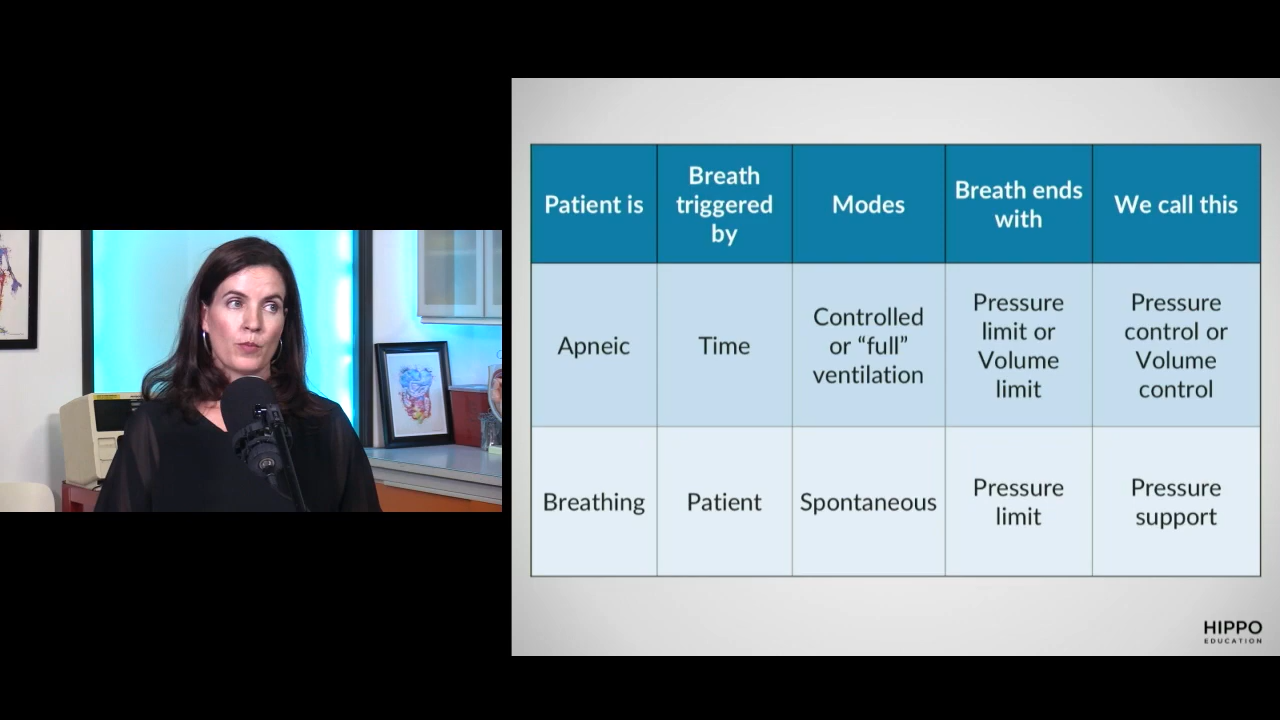 Patient is
Breath
triggered
by
Modes
Breath ends
with
We call this
Apneic
Time
Controlled
or “full”
ventilation
Pressure
limit or
Volume
limit
Pressure
control or
Volume
control
Breathing
Patient
Spontaneous
Pressure
limit
Pressure
support
HIPPO
EDUCATION